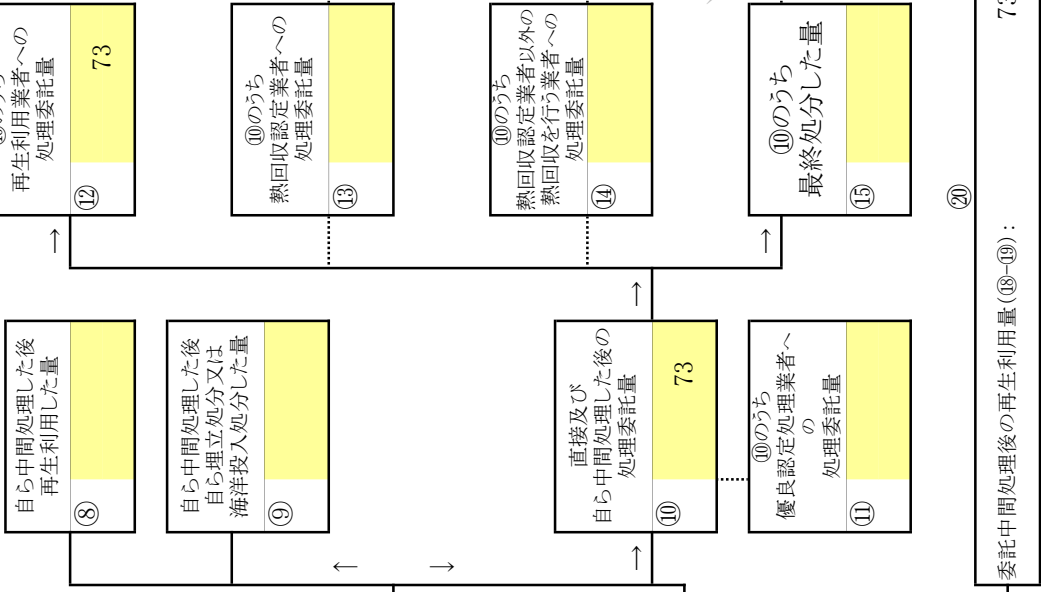 自ら中間処理した後
再生利用した量
⑧
自ら中間処理した後
自ら埋立処分又は
海洋投入処分した量
⑨
↑
↓
→
直接及び
自ら中間処理した後の
処理委託量
⑩
73
⑩のうち
優良認定処理業者へ
の
処理委託量
⑪
→
→
→
再生利用業者への
処理委託量
⑫
73
⑩のうち
熱回収認定業者への
処理委託量
⑬
⑩のうち
熱回収認定業者以外の
熱回収を行う業者への
処理委託量
⑭
⑩のうち
最終処分した量
⑮
⑳
委託中間処理後の再生利用量(⑱-⑲): 73